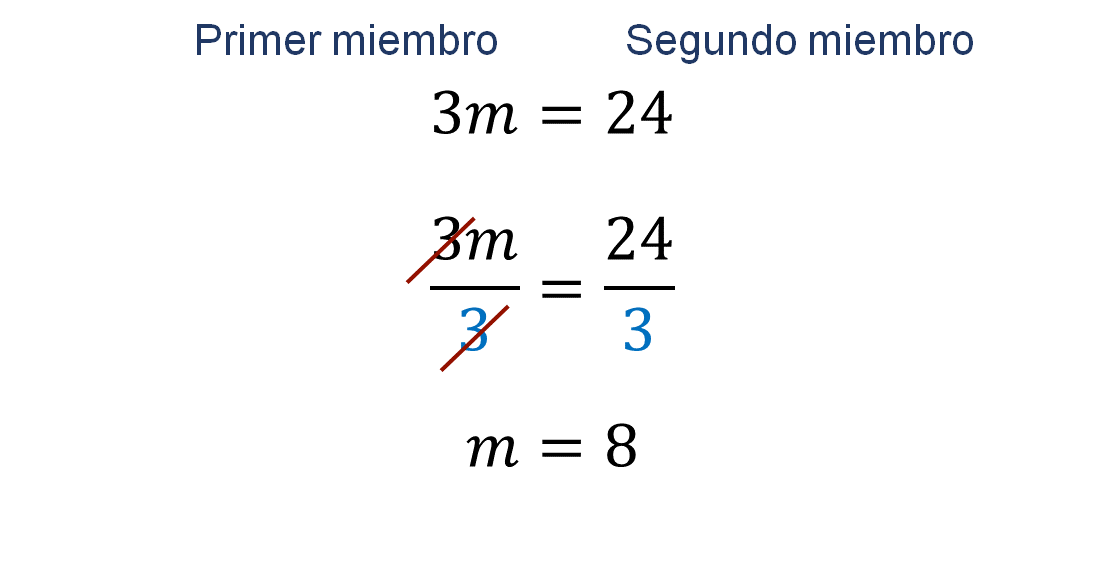 Primer miembro Segundo miembro
3m = 24
3m/3 = 24/3
m = 8